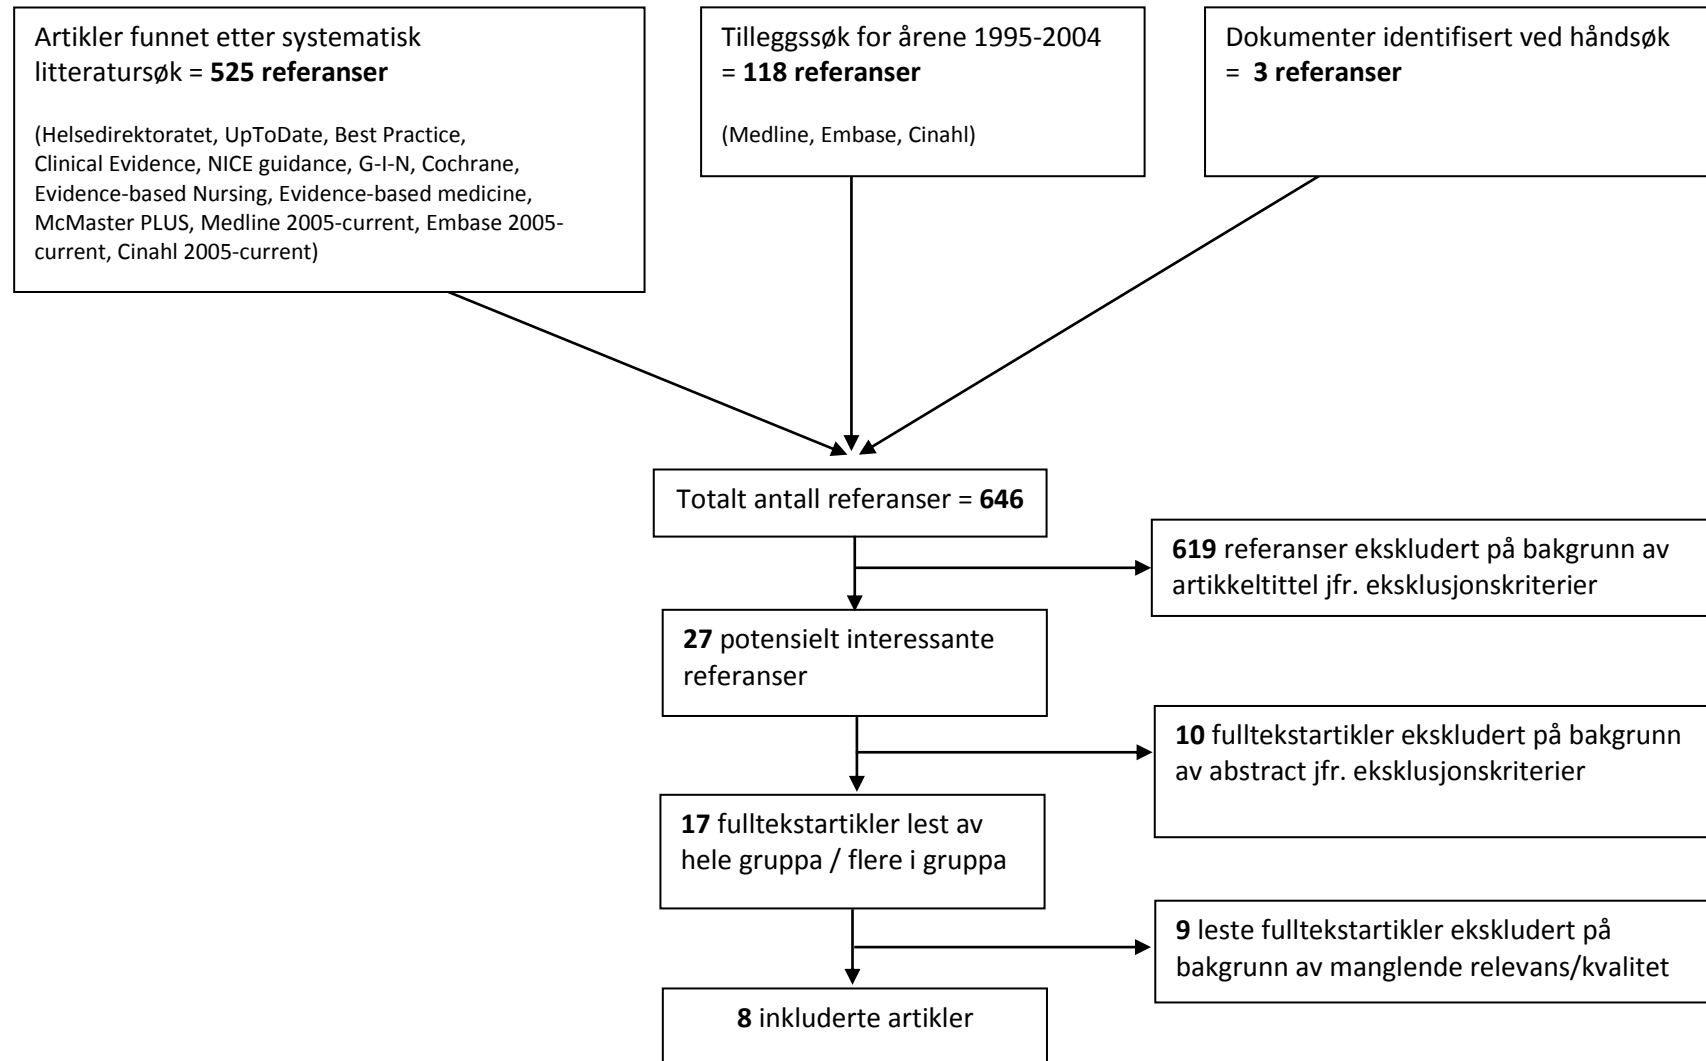 Artikler funnet etter systematisk
litteratursøk = 525 referanser
(Helsedirektoratet, UpToDate, Best Practice,
Clinical Evidence, NICE guidance, G-I-N, Cochrane,
Evidence-based Nursing, Evidence-based medicine,
McMaster PLUS, Medline 2005-current, Embase 2005-
current, Cinahl 2005-current)
Tilleggssøk for årene 1995-2004
= 118 referanser
(Medline, Embase, Cinahl)
Dokumenter identifisert ved håndsøk
= 3 referanser
Totalt antall referanser = 646
619 referanser ekskludert på bakgrunn av
artikkeltittel jfr. eksklusjonskriterier
27 potensielt interessante
referanser
10 fulltekstartikler ekskludert på bakgrunn
av abstract jfr. eksklusjonskriterier
17 fulltekstartikler lest av
hele gruppa / flere i gruppa
9 leste fulltekstartikler ekskludert på
bakgrunn av manglende relevans/kvalitet
8 inkluderte artikler